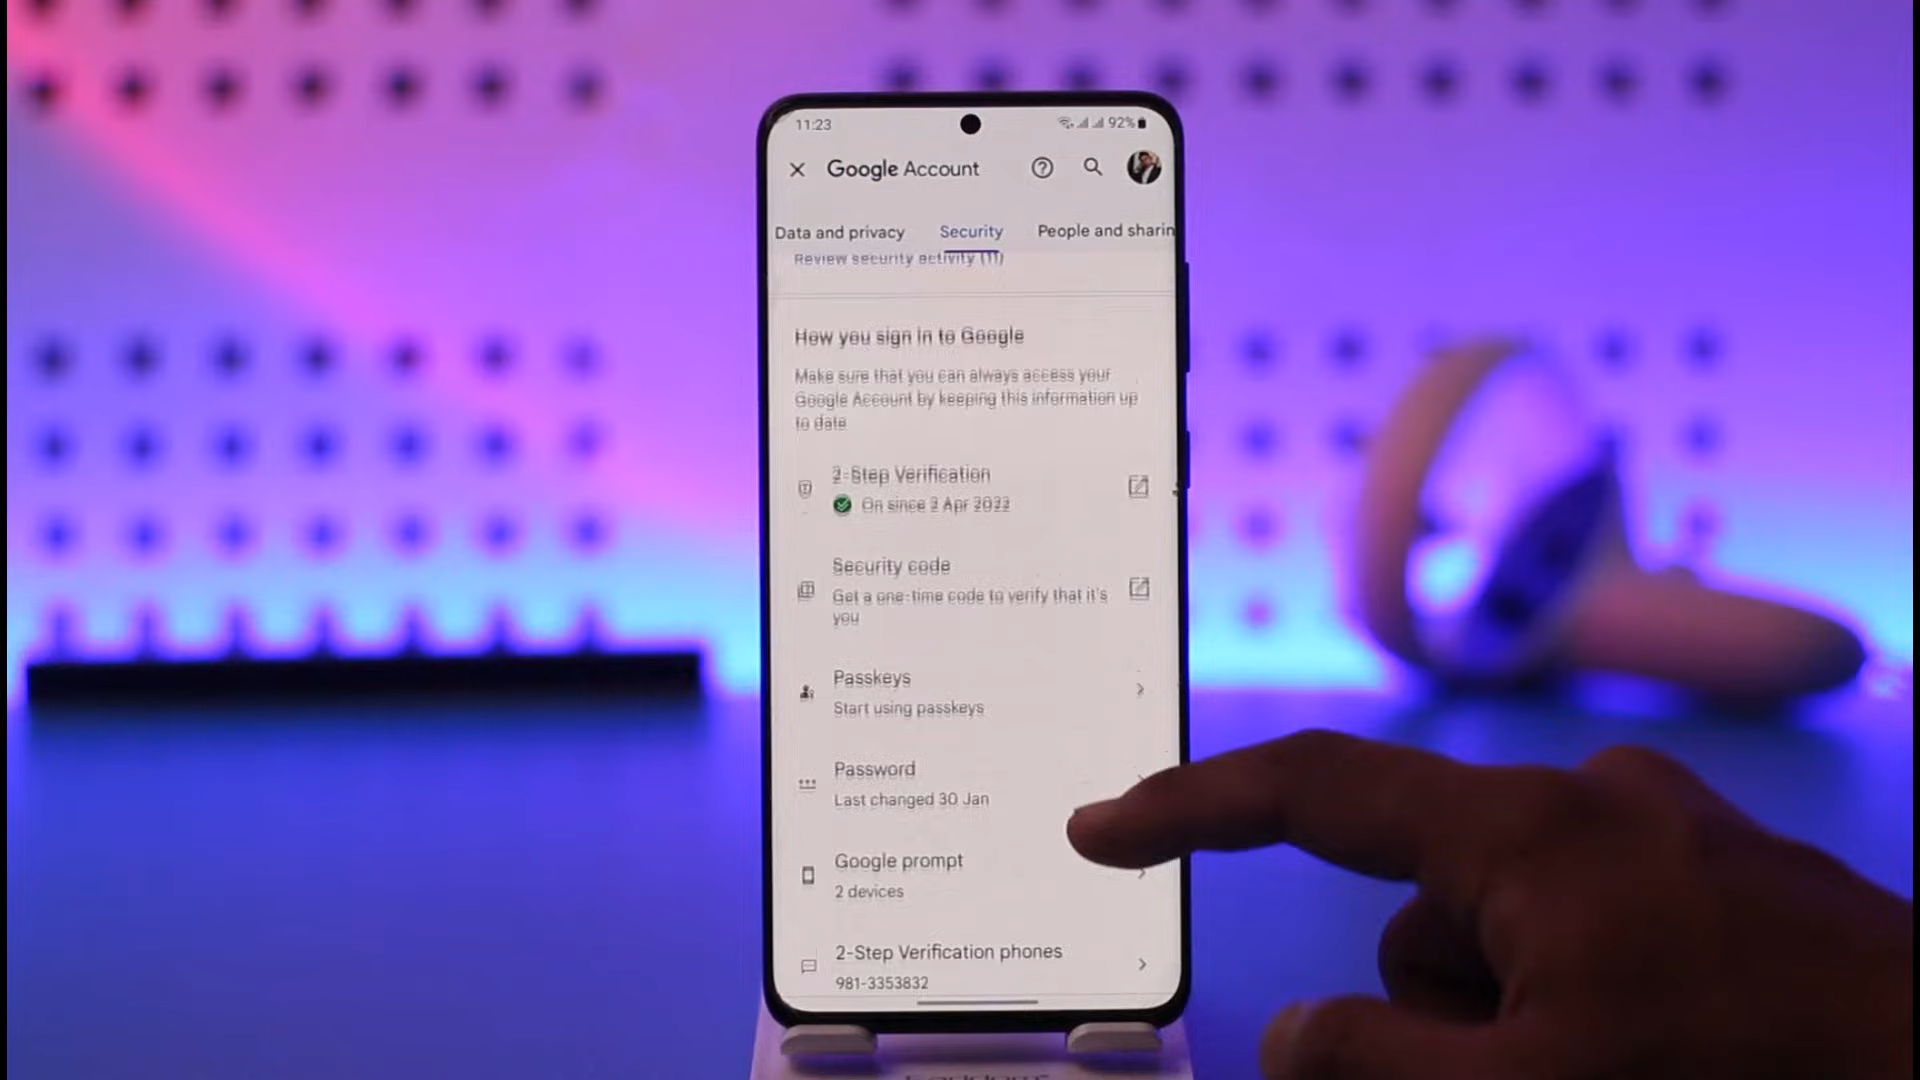 11:23
92%
Google Account
Data and privacy
Security
People and sharin
Review security activity (11)
How you sign in to Google
Make sure that you can always access your
Google Account by keeping this information up
to date
2-Step Verification
On since 2 Apr 2022
Security code
Get a one-time code to verify that it's
you
Passkeys
Start using passkeys
Password
Last changed 30 Jan
Google prompt
2 devices
2-Step Verification phones
981-3353832